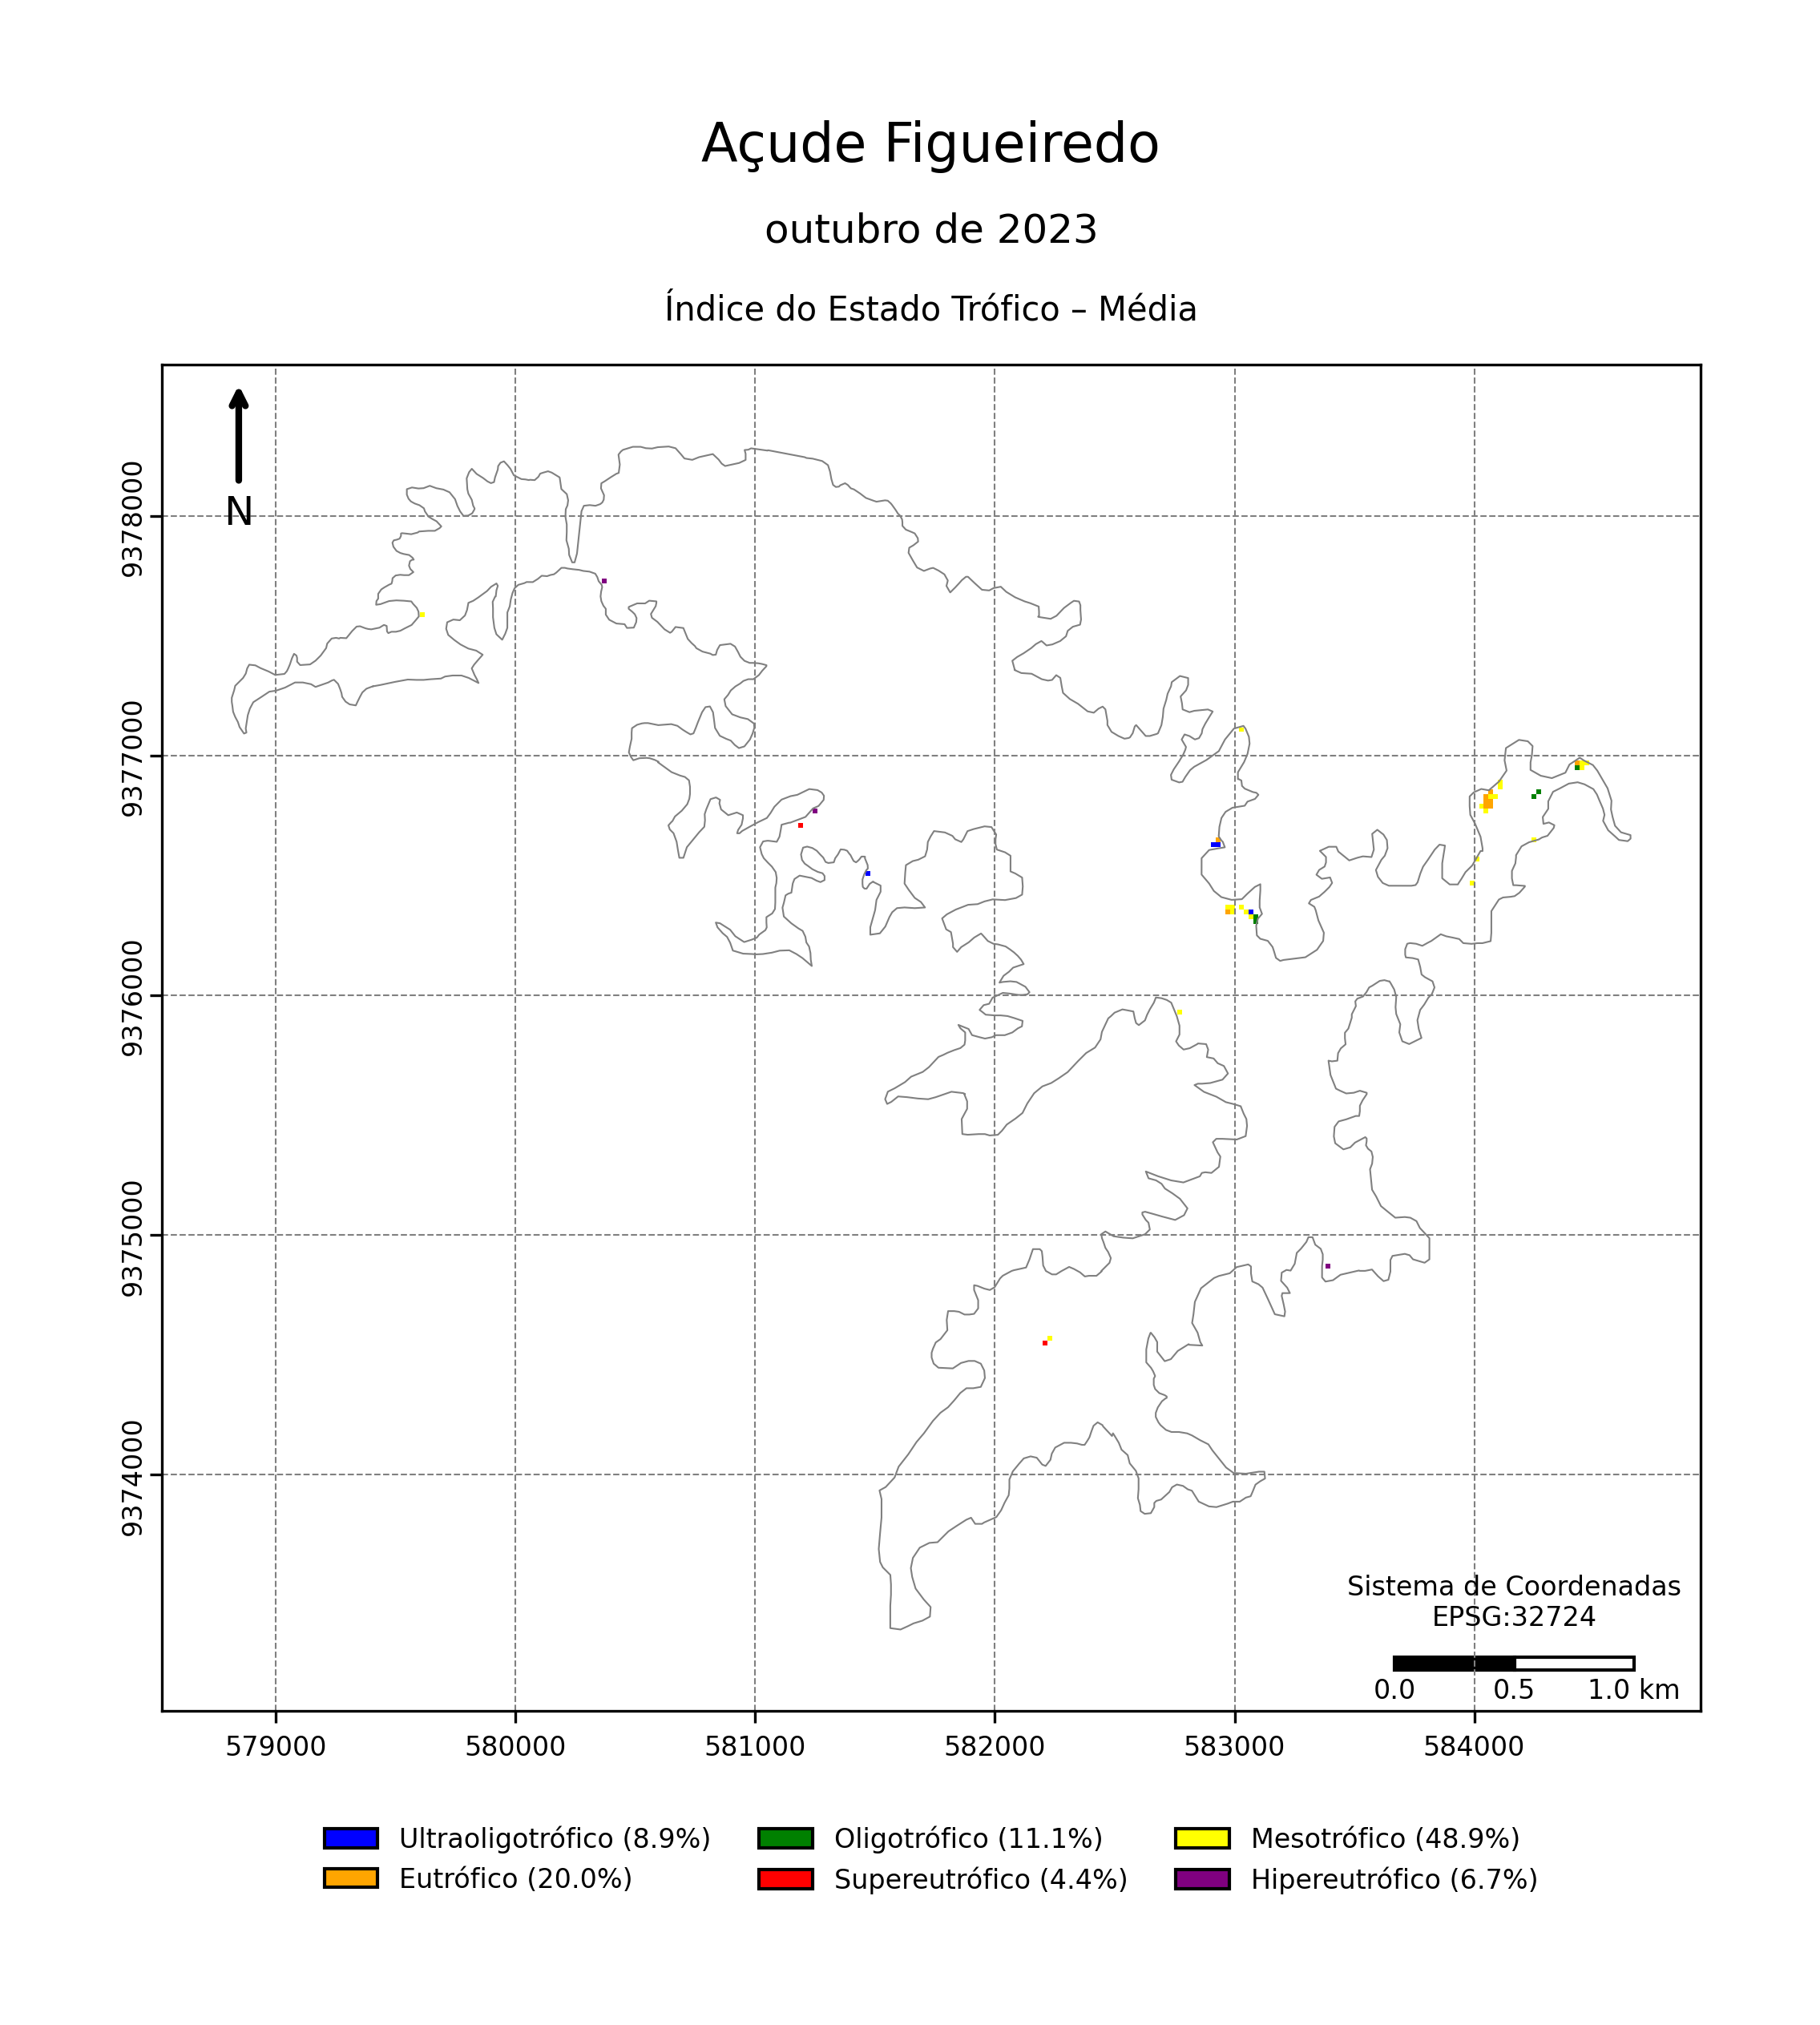 Açude Figueiredo
outubro de 2023
Índice do Estado Trófico – Média
N
9378000
9377000
9376000
9375000
9374000
Sistema de Coordenadas
EPSG:32724
0.0 0.5 1.0 km
579000 580000 581000 582000 583000 584000
Ultraoligotrófico (8.9%) Oligotrófico (11.1%) Mesotrófico (48.9%)
Eutrófico (20.0%) Supereutrófico (4.4%) Hipereutrófico (6.7%)